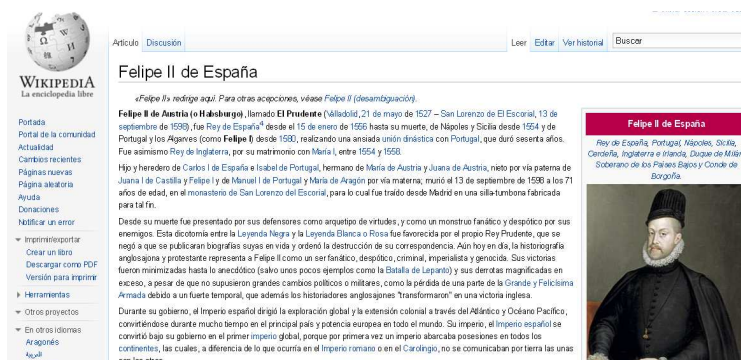 Artículo Discusión Leer Editar Ver historial Buscar
WIKIPEDIA
La enciclopedia libre
Portada
Portal de la comunidad
Actualidad
Cambios recientes
Páginas nuevas
Página aleatoria
Ayuda
Donaciones
Notificar un error
Imprimir/exportar
Crear un libro
Descargar como PDF
Versión para imprimir
Herramientas
Otros proyectos
En otros idiomas
Aragonés
العربية
Felipe II de España
«Felipe II» redirige aquí. Para otras acepciones, véase Felipe II (desambiguación).
Felipe II de Austria (o Habsburgo), llamado El Prudente (Valladolid, 21 de mayo de 1527 – San Lorenzo de El Escorial, 13 de
septiembre de 1598), fue Rey de España4 desde el 15 de enero de 1556 hasta su muerte, de Nápoles y Sicilia desde 1554 y de
Portugal y los Algarves (como Felipe I) desde 1580, realizando una ansiada unión dinástica con Portugal, que duró sesenta años.
Fue asimismo Rey de Inglaterra, por su matrimonio con María I, entre 1554 y 1558.
Hijo y heredero de Carlos I de España e Isabel de Portugal, hermano de María de Austria y Juana de Austria, nieto por vía paterna de
Juana I de Castilla y Felipe I y de Manuel I de Portugal y María de Aragón por vía materna; murió el 13 de septiembre de 1598 a los 71
años de edad, en el monasterio de San Lorenzo del Escorial, para lo cual fue traído desde Madrid en una silla-tumbona fabricada
para tal fin.
Desde su muerte fue presentado por sus defensores como arquetipo de virtudes, y como un monstruo fanático y despótico por sus
enemigos. Esta dicotomía entre la Leyenda Negra y la Leyenda Blanca o Rosa fue favorecida por el propio Rey Prudente, que se
negó a que se publicaran biografías suyas en vida y ordenó la destrucción de su correspondencia. Aún hoy en día, la historiografía
anglosajona y protestante representa a Felipe II como un ser fanático, despótico, criminal, imperialista y genocida. Sus victorias
fueron minimizadas hasta lo anecdótico (salvo unos pocos ejemplos como la Batalla de Lepanto) y sus derrotas magnificadas en
exceso, a pesar de que no supusieron grandes cambios políticos o militares, como la pérdida de una parte de la Grande y Felicísima
Armada debido a un fuerte temporal, que además los historiadores anglosajones "transformaron" en una victoria inglesa.
Durante su gobierno, el Imperio español dirigió la exploración global y la extensión colonial a través del Atlántico y Océano Pacífico,
convirtiéndose durante mucho tiempo en el principal país y potencia europea en todo el mundo. Su imperio, el Imperio español se
convirtió bajo su gobierno en el primer imperio global, porque por primera vez un imperio abarcaba posesiones en todos los
continentes, las cuales, a diferencia de lo que ocurría en el Imperio romano o en el Carolingio, no se comunicaban por tierra las unas
Felipe II de España
Rey de España, Portugal, Nápoles, Sicilia,
Cerdeña, Inglaterra e Irlanda, Duque de Milán,
Soberano de los Países Bajos y Conde de
Borgoña.